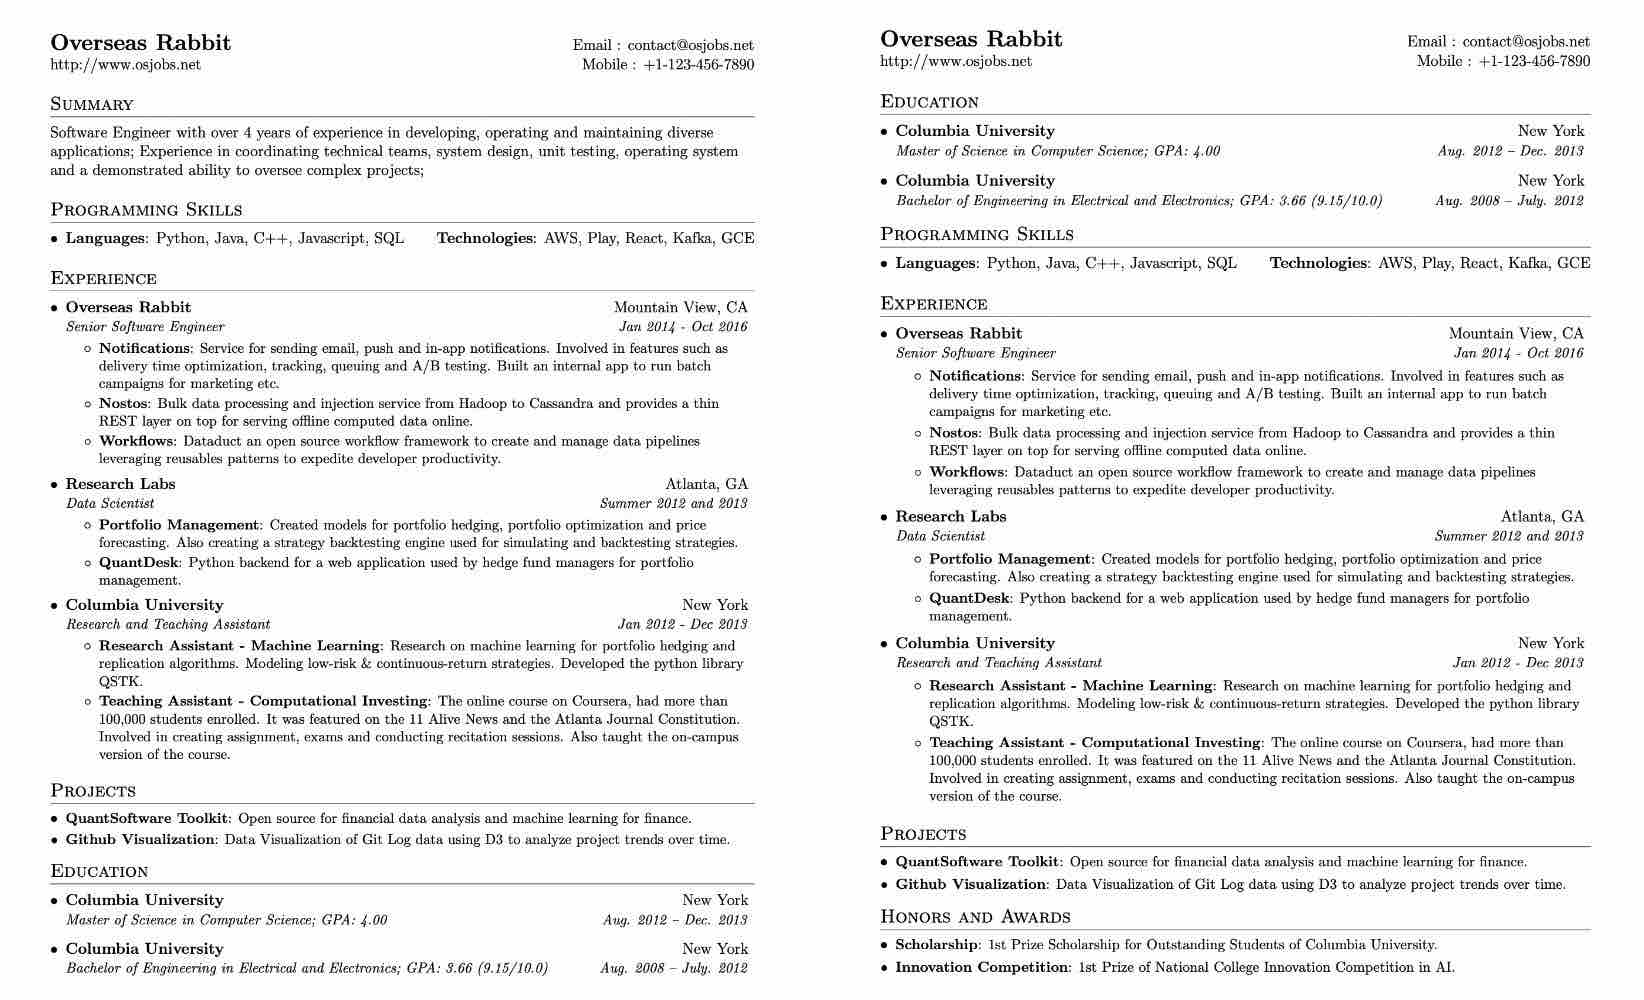 Overseas Rabbit
Email : contact@osjobs.net
http://www.osjobs.net
Mobile : +1-123-456-7890
Summary
Software Engineer with over 4 years of experience in developing, operating and maintaining diverse
applications; Experience in coordinating technical teams, system design, unit testing, operating system
and a demonstrated ability to oversee complex projects;
Programming Skills
• Languages: Python, Java, C++, Javascript, SQL Technologies: AWS, Play, React, Kafka, GCE
Experience
• Overseas Rabbit Mountain View, CA
Senior Software Engineer Jan 2014 - Oct 2016
◦ Notifications: Service for sending email, push and in-app notifications. Involved in features such as
delivery time optimization, tracking, queuing and A/B testing. Built an internal app to run batch
campaigns for marketing etc.
◦ Nostos: Bulk data processing and injection service from Hadoop to Cassandra and provides a thin
REST layer on top for serving offline computed data online.
◦ Workflows: Dataduct an open source workflow framework to create and manage data pipelines
leveraging reusables patterns to expedite developer productivity.
• Research Labs Atlanta, GA
Data Scientist Summer 2012 and 2013
◦ Portfolio Management: Created models for portfolio hedging, portfolio optimization and price
forecasting. Also creating a strategy backtesting engine used for simulating and backtesting strategies.
◦ QuantDesk: Python backend for a web application used by hedge fund managers for portfolio
management.
• Columbia University New York
Research and Teaching Assistant Jan 2012 - Dec 2013
◦ Research Assistant - Machine Learning: Research on machine learning for portfolio hedging and
replication algorithms. Modeling low-risk & continuous-return strategies. Developed the python library
QSTK.
◦ Teaching Assistant - Computational Investing: The online course on Coursera, had more than
100,000 students enrolled. It was featured on the 11 Alive News and the Atlanta Journal Constitution.
Involved in creating assignment, exams and conducting recitation sessions. Also taught the on-campus
version of the course.
Projects
• QuantSoftware Toolkit: Open source for financial data analysis and machine learning for finance.
• Github Visualization: Data Visualization of Git Log data using D3 to analyze project trends over time.
Education
• Columbia University New York
Master of Science in Computer Science; GPA: 4.00 Aug. 2012 – Dec. 2013
• Columbia University New York
Bachelor of Engineering in Electrical and Electronics; GPA: 3.66 (9.15/10.0) Aug. 2008 – July. 2012
Overseas Rabbit
Email : contact@osjobs.net
http://www.osjobs.net
Mobile : +1-123-456-7890
Education
• Columbia University New York
Master of Science in Computer Science; GPA: 4.00 Aug. 2012 – Dec. 2013
• Columbia University New York
Bachelor of Engineering in Electrical and Electronics; GPA: 3.66 (9.15/10.0) Aug. 2008 – July. 2012
Programming Skills
• Languages: Python, Java, C++, Javascript, SQL Technologies: AWS, Play, React, Kafka, GCE
Experience
• Overseas Rabbit Mountain View, CA
Senior Software Engineer Jan 2014 - Oct 2016
◦ Notifications: Service for sending email, push and in-app notifications. Involved in features such as
delivery time optimization, tracking, queuing and A/B testing. Built an internal app to run batch
campaigns for marketing etc.
◦ Nostos: Bulk data processing and injection service from Hadoop to Cassandra and provides a thin
REST layer on top for serving offline computed data online.
◦ Workflows: Dataduct an open source workflow framework to create and manage data pipelines
leveraging reusables patterns to expedite developer productivity.
• Research Labs Atlanta, GA
Data Scientist Summer 2012 and 2013
◦ Portfolio Management: Created models for portfolio hedging, portfolio optimization and price
forecasting. Also creating a strategy backtesting engine used for simulating and backtesting strategies.
◦ QuantDesk: Python backend for a web application used by hedge fund managers for portfolio
management.
• Columbia University New York
Research and Teaching Assistant Jan 2012 - Dec 2013
◦ Research Assistant - Machine Learning: Research on machine learning for portfolio hedging and
replication algorithms. Modeling low-risk & continuous-return strategies. Developed the python library
QSTK.
◦ Teaching Assistant - Computational Investing: The online course on Coursera, had more than
100,000 students enrolled. It was featured on the 11 Alive News and the Atlanta Journal Constitution.
Involved in creating assignment, exams and conducting recitation sessions. Also taught the on-campus
version of the course.
Projects
• QuantSoftware Toolkit: Open source for financial data analysis and machine learning for finance.
• Github Visualization: Data Visualization of Git Log data using D3 to analyze project trends over time.
Honors and Awards
• Scholarship: 1st Prize Scholarship for Outstanding Students of Columbia University.
• Innovation Competition: 1st Prize of National College Innovation Competition in AI.